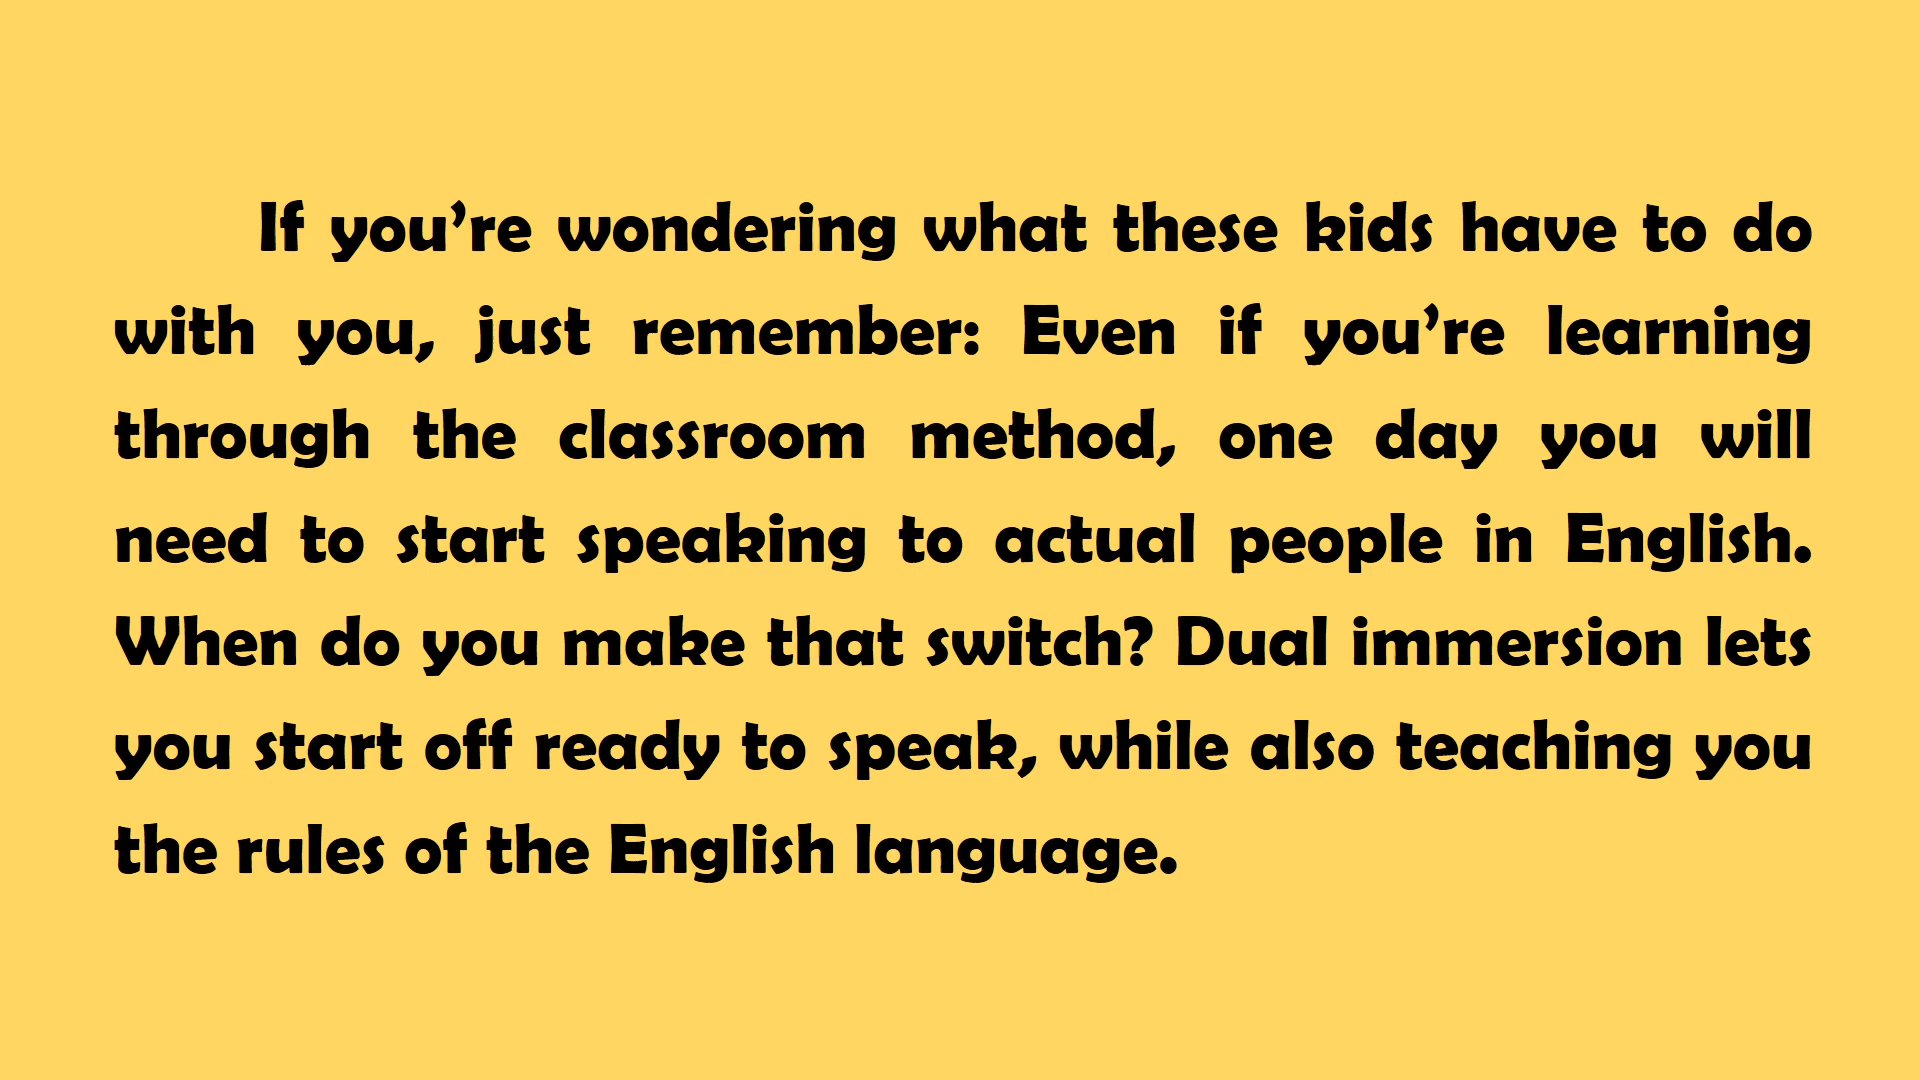 If you’re wondering what these kids have to do
with you, just remember: Even if you’re learning
through the classroom method, one day you will
need to start speaking to actual people in English.
When do you make that switch? Dual immersion lets
you start off ready to speak, while also teaching you
the rules of the English language.